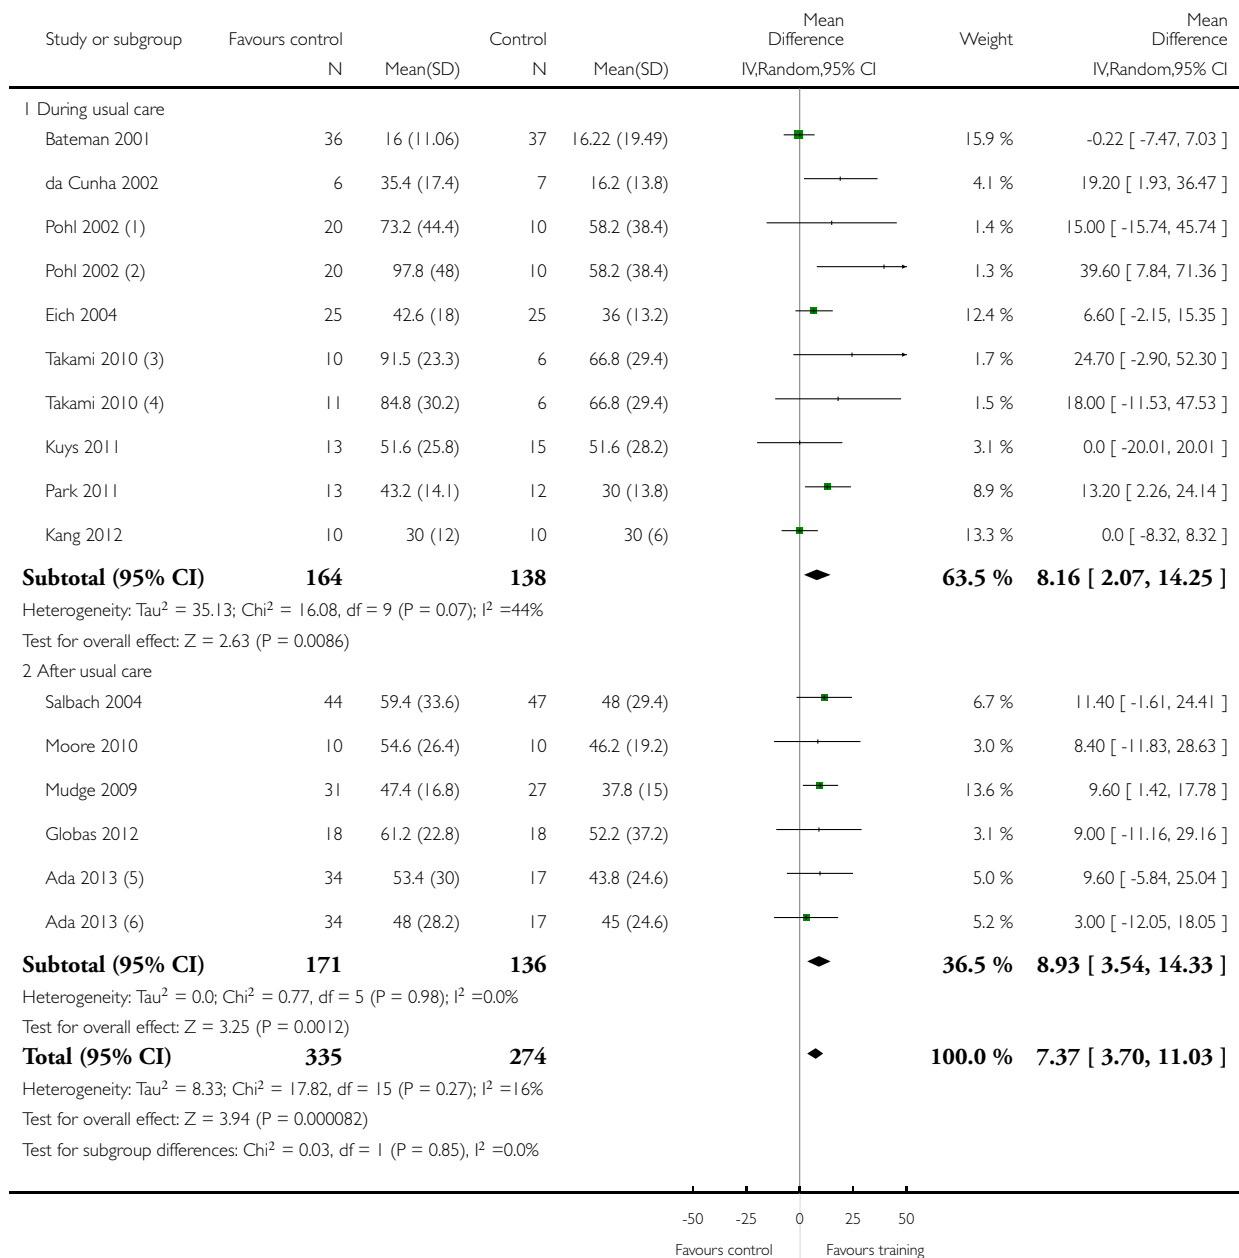 Study or subgroup Favours control Control Mean Difference Weight Mean Difference
N Mean(SD) N Mean(SD) IV,Random,95% CI IV,Random,95% CI
1 During usual care
Bateman 2001 36 16 (11.06) 37 16.22 (19.49) 15.9 % -0.22 [ -7.47, 7.03 ]
da Cunha 2002 6 35.4 (17.4) 7 16.2 (13.8) 4.1 % 19.20 [ 1.93, 36.47 ]
Pohl 2002 (1) 20 73.2 (44.4) 10 58.2 (38.4) 1.4 % 15.00 [ -15.74, 45.74 ]
Pohl 2002 (2) 20 97.8 (48) 10 58.2 (38.4) 1.3 % 39.60 [ 7.84, 71.36 ]
Eich 2004 25 42.6 (18) 25 36 (13.2) 12.4 % 6.60 [ -2.15, 15.35 ]
Takami 2010 (3) 10 91.5 (23.3) 6 66.8 (29.4) 1.7 % 24.70 [ -2.90, 52.30 ]
Takami 2010 (4) 11 84.8 (30.2) 6 66.8 (29.4) 1.5 % 18.00 [ -11.53, 47.53 ]
Kuys 2011 13 51.6 (25.8) 15 51.6 (28.2) 3.1 % 0.0 [ -20.01, 20.01 ]
Park 2011 13 43.2 (14.1) 12 30 (13.8) 8.9 % 13.20 [ 2.26, 24.14 ]
Kang 2012 10 30 (12) 10 30 (6) 13.3 % 0.0 [ -8.32, 8.32 ]
Subtotal (95% CI) 164 138 63.5 % 8.16 [ 2.07, 14.25 ]
Heterogeneity: Tau² = 35.13; Chi² = 16.08, df = 9 (P = 0.07); I² =44%
Test for overall effect: Z = 2.63 (P = 0.0086)
2 After usual care
Salbach 2004 44 59.4 (33.6) 47 48 (29.4) 6.7 % 11.40 [ -1.61, 24.41 ]
Moore 2010 10 54.6 (26.4) 10 46.2 (19.2) 3.0 % 8.40 [ -11.83, 28.63 ]
Mudge 2009 31 47.4 (16.8) 27 37.8 (15) 13.6 % 9.60 [ 1.42, 17.78 ]
Globas 2012 18 61.2 (22.8) 18 52.2 (37.2) 3.1 % 9.00 [ -11.16, 29.16 ]
Ada 2013 (5) 34 53.4 (30) 17 43.8 (24.6) 5.0 % 9.60 [ -5.84, 25.04 ]
Ada 2013 (6) 34 48 (28.2) 17 45 (24.6) 5.2 % 3.00 [ -12.05, 18.05 ]
Subtotal (95% CI) 171 136 36.5 % 8.93 [ 3.54, 14.33 ]
Heterogeneity: Tau² = 0.0; Chi² = 0.77, df = 5 (P = 0.98); I² =0.0%
Test for overall effect: Z = 3.25 (P = 0.0012)
Total (95% CI) 335 274 100.0 % 7.37 [ 3.70, 11.03 ]
Heterogeneity: Tau² = 8.33; Chi² = 17.82, df = 15 (P = 0.27); I² =16%
Test for overall effect: Z = 3.94 (P = 0.000082)
Test for subgroup differences: Chi² = 0.03, df = 1 (P = 0.85), I² =0.0%
-50 -25 0 25 50
Favours control Favours training